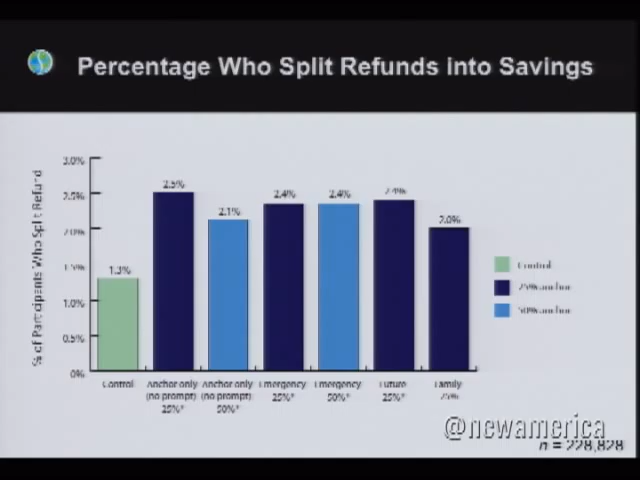 Percentage Who Split Refunds into Savings
% of Participants Who Split Refund
3.0%
2.5%
2.0%
1.5%
1.0%
0.5%
0%
1.3%
2.5%
2.1%
2.4%
2.4%
2.4%
2.0%
Control
Anchor only
(no prompt)
25%*
Anchor only
(no prompt)
50%*
Emergency
25%*
Emergency
50%*
Future
25%*
Family
25%
Control
25% anchor
50% anchor
@newamerica
n = 228,828